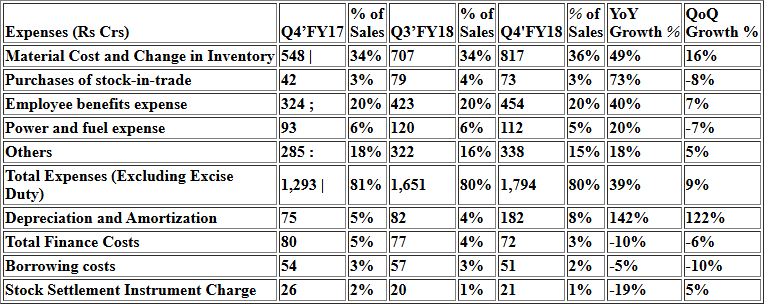 Expenses (Rs Crs) Q4’FY17 % of Sales Q3’FY18 % of Sales Q4'FY18 % of Sales YoY Growth % QoQ Growth %
Material Cost and Change in Inventory 548 | 34% 707 34% 817 36% 49% 16%
Purchases of stock-in-trade 42 3% 79 4% 73 3% 73% -8%
Employee benefits expense 324 ; 20% 423 20% 454 20% 40% 7%
Power and fuel expense 93 6% 120 6% 112 5% 20% -7%
Others 285 : 18% 322 16% 338 15% 18% 5%
Total Expenses (Excluding Excise Duty) 1,293 | 81% 1,651 80% 1,794 80% 39% 9%
Depreciation and Amortization 75 5% 82 4% 182 8% 142% 122%
Total Finance Costs 80 5% 77 4% 72 3% -10% -6%
Borrowing costs 54 3% 57 3% 51 2% -5% -10%
Stock Settlement Instrument Charge 26 2% 20 1% 21 1% -19% 5%